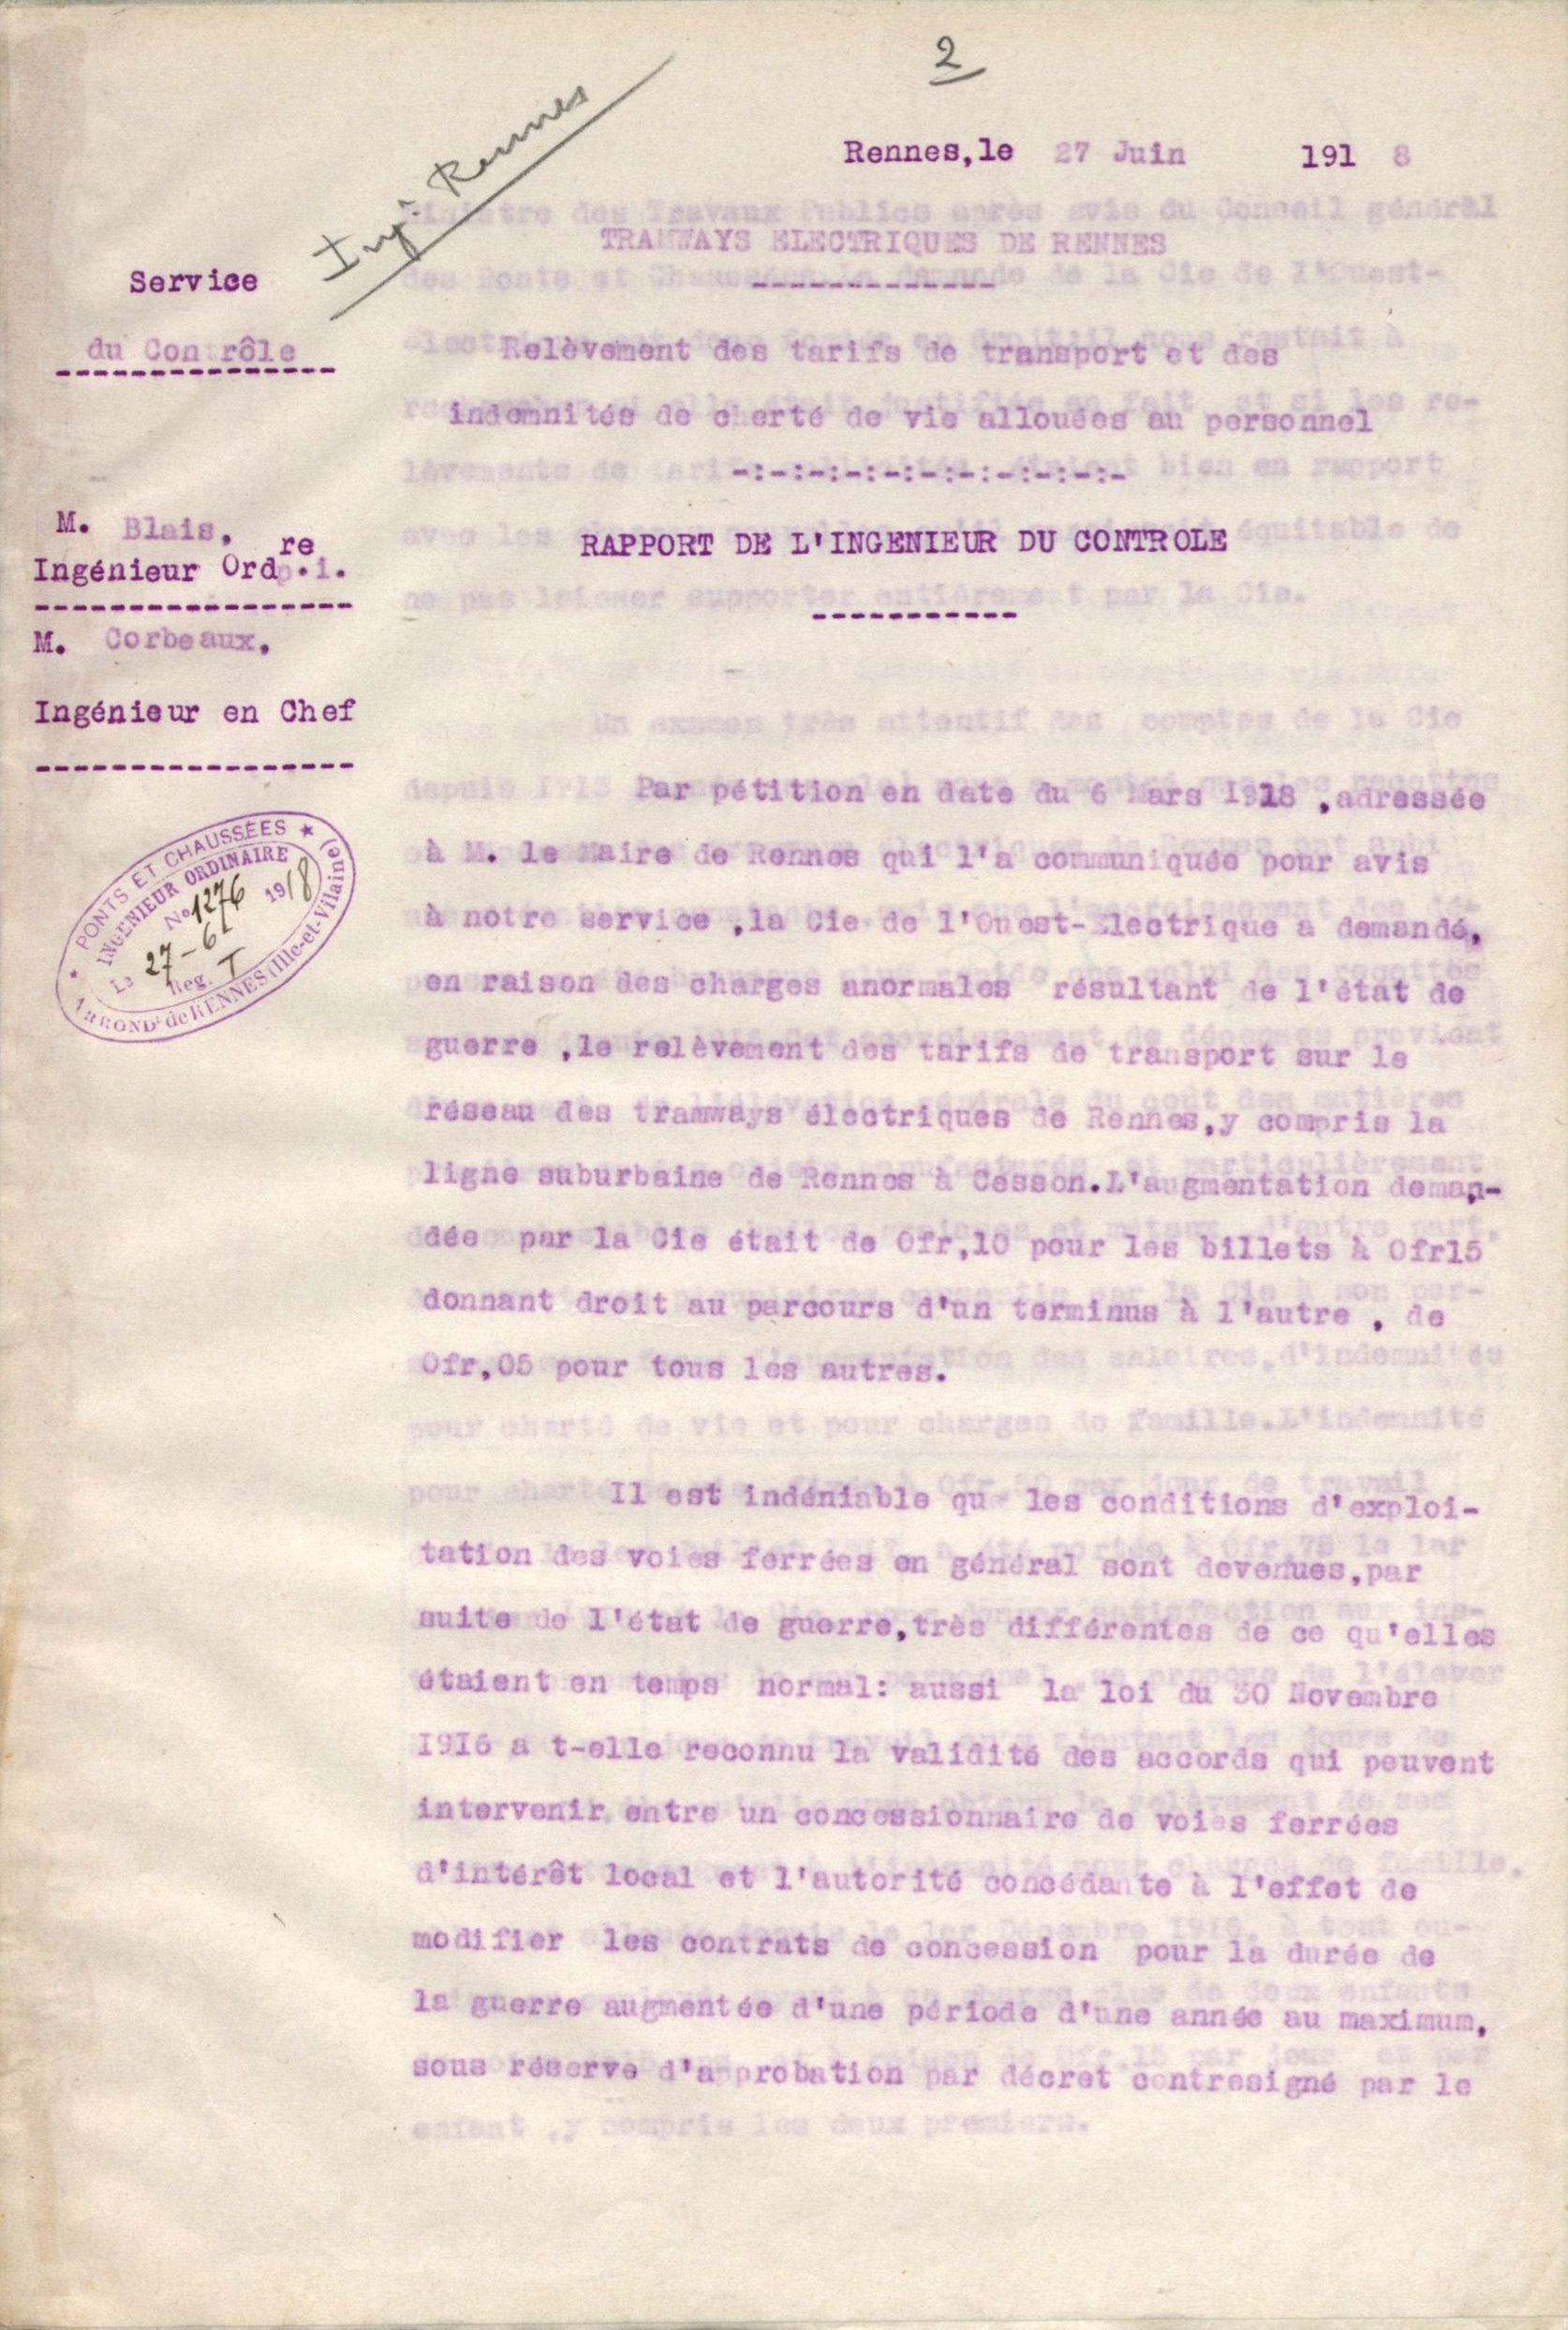 2
Ingr Rennes
Rennes,le 27 Juin 191 8
TRAMWAYS ELECTRIQUES DE RENNES
-------------
Service
du Contrôle
---------------
Relèvement des tarifs de transport et des
indemnités de cherté de vie allouées au personnel
-:-:-:-:-:-:-:-:-:-:-
M. Blais,
Ingénieur Ordre p.i.
-----------------
M. Corbeaux.
Ingénieur en Chef
-----------------
RAPPORT DE L'INGENIEUR DU CONTROLE
-----------
★ PONTS ET CHAUSSÉES ★
INGÉNIEUR ORDINAIRE
No 1276 1918
Le 27-6
Reg. T
ARRONDt de RENNES (Ille-et-Vilaine)
Par pétition en date du 6 Mars 1918 ,adressée
à M. le Maire de Rennes qui l'a communiquée pour avis
à notre service ,la Cie de l'Ouest-Electrique a demandé,
en raison des charges anormales résultant de l'état de
guerre ,le relèvement des tarifs de transport sur le
réseau des tramways électriques de Rennes,y compris la
ligne suburbaine de Rennes à Cesson.L'augmentation deman-
dée par la Cie était de 0fr,10 pour les billets à 0fr15
donnant droit au parcours d'un terminus à l'autre , de
0fr,05 pour tous les autres.
Il est indéniable que les conditions d'exploi-
tation des voies ferrées en général sont devenues,par
suite de l'état de guerre,très différentes de ce qu'elles
étaient en temps normal: aussi la loi du 30 Novembre
1916 a t-elle reconnu la validité des accords qui peuvent
intervenir entre un concessionnaire de voies ferrées
d'intérêt local et l'autorité concédante à l'effet de
modifier les contrats de concession pour la durée de
la guerre augmentée d'une période d'une année au maximum,
sous réserve d'approbation par décret contresigné par le